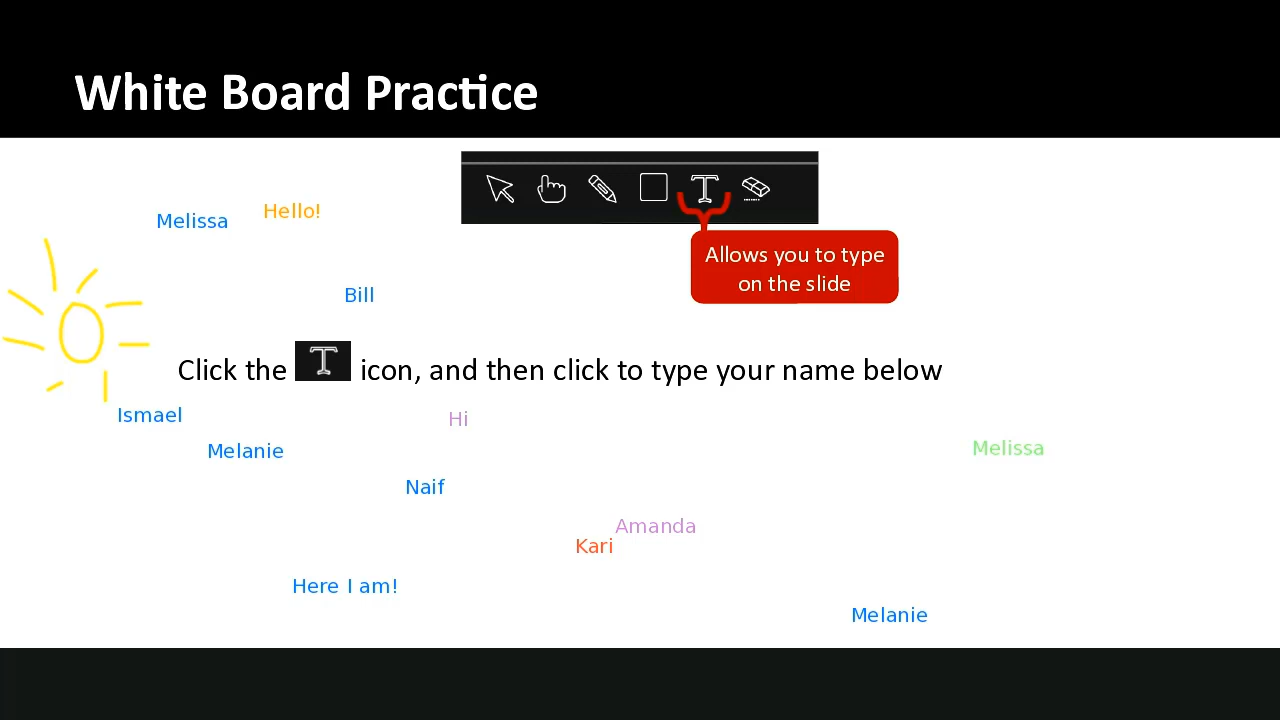 White Board Practice
Hello!
Melissa
Allows you to type
on the slide
Bill
Click the T icon, and then click to type your name below
Ismael
Hi
Melissa
Melanie
Naif
Amanda
Kari
Here I am!
Melanie